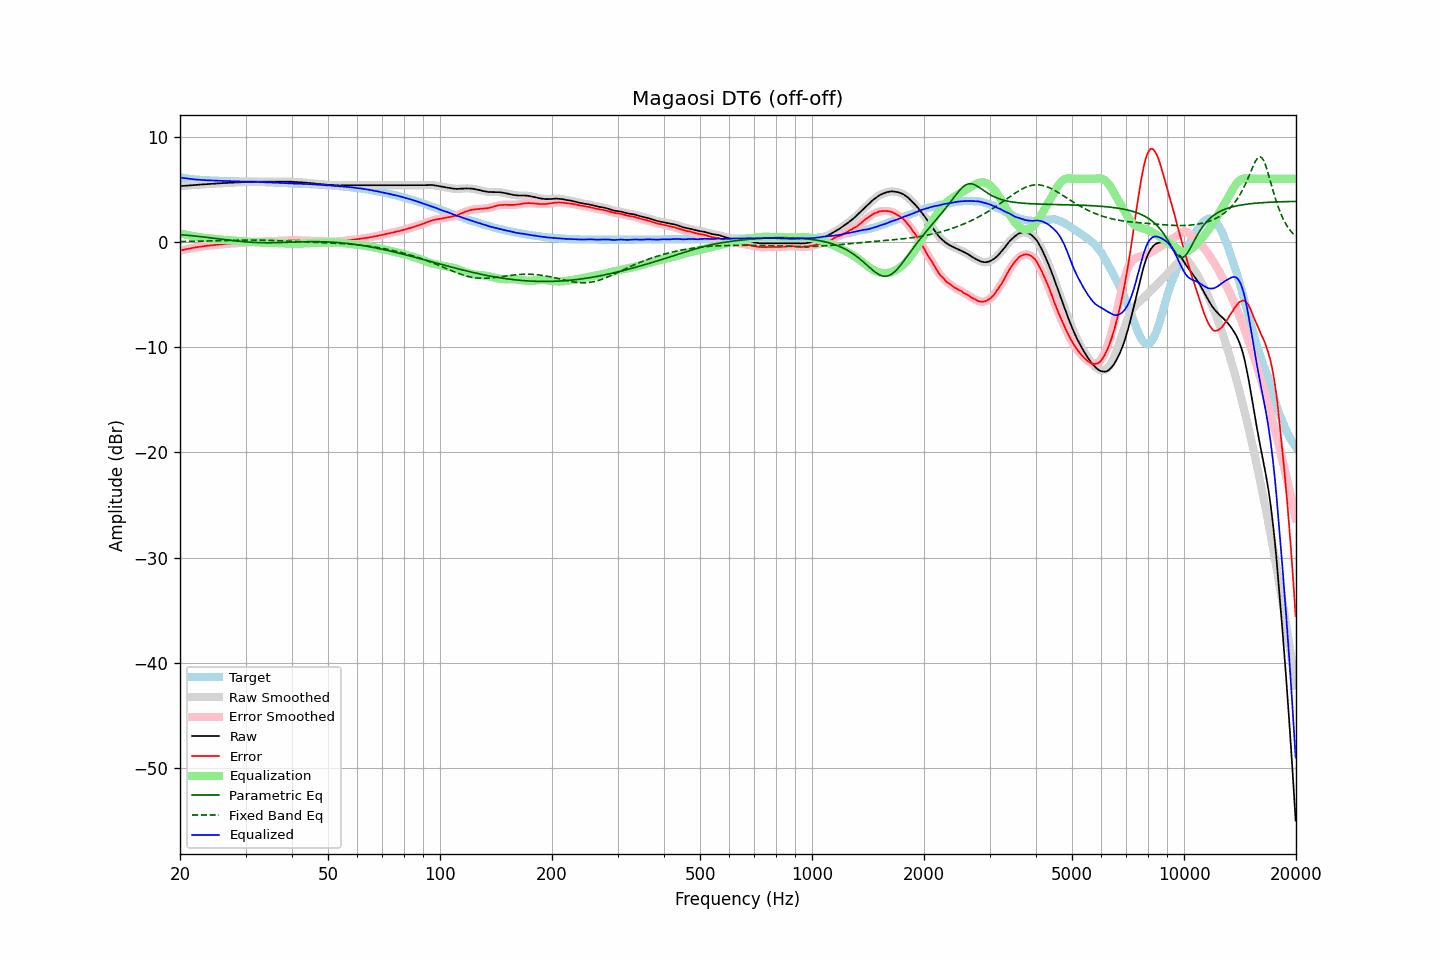 Magaosi DT6 (off-off)
10
0
−10
−20
−30
−40
−50
Amplitude (dBr)
Target
Raw Smoothed
Error Smoothed
Raw
Error
Equalization
Parametric Eq
Fixed Band Eq
Equalized
20
50
100
200
500
1000
2000
5000
10000
20000
Frequency (Hz)